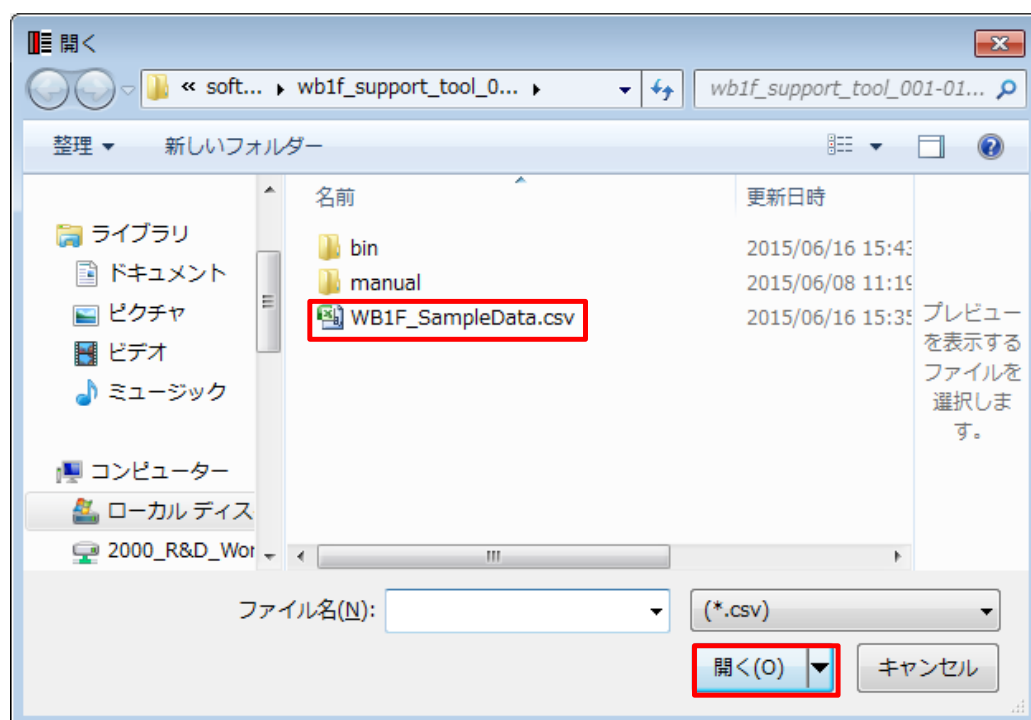 開く
« soft... ▸ wb1f_support_tool_0... ▸
wb1f_support_tool_001-01...
整理 ▼ 新しいフォルダー
名前 更新日時
ライブラリ
ドキュメント
ピクチャ
ビデオ
ミュージック
コンピューター
ローカル ディス
2000_R&D_Wor
bin 2015/06/16 15:43
manual 2015/06/08 11:19
WB1F_SampleData.csv 2015/06/16 15:35
プレビュー
を表示する
ファイルを
選択しま
す。
ファイル名(N):
(*.csv)
開く(O)
キャンセル